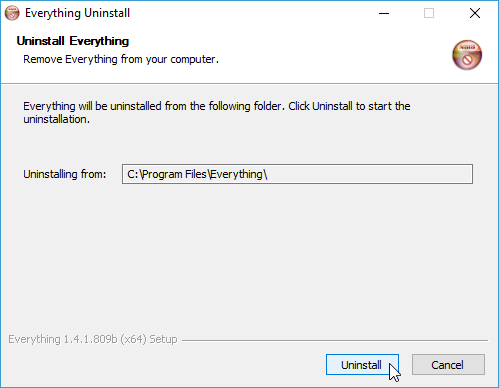 Everything Uninstall
Uninstall Everything
Remove Everything from your computer.
Everything will be uninstalled from the following folder. Click Uninstall to start the
uninstallation.
Uninstalling from: C:\Program Files\Everything\
Everything 1.4.1.809b (x64) Setup
Uninstall Cancel